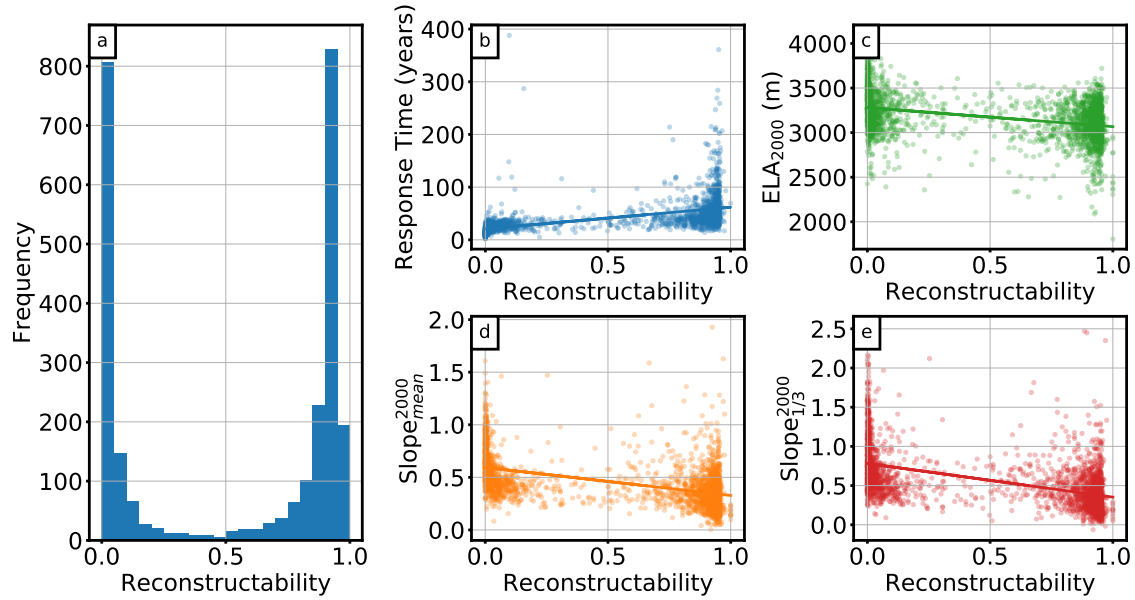 a
800
700
600
500
400
300
200
100
0
Frequency
0.0 0.5 1.0
Reconstructability
b
400
300
200
100
0
Response Time (years)
0.0 0.5 1.0
Reconstructability
c
4000
3500
3000
2500
2000
ELA2000 (m)
0.0 0.5 1.0
Reconstructability
d
2.0
1.5
1.0
0.5
0.0
Slope2000mean
0.0 0.5 1.0
Reconstructability
e
2.5
2.0
1.5
1.0
0.5
0.0
Slope20001/3
0.0 0.5 1.0
Reconstructability